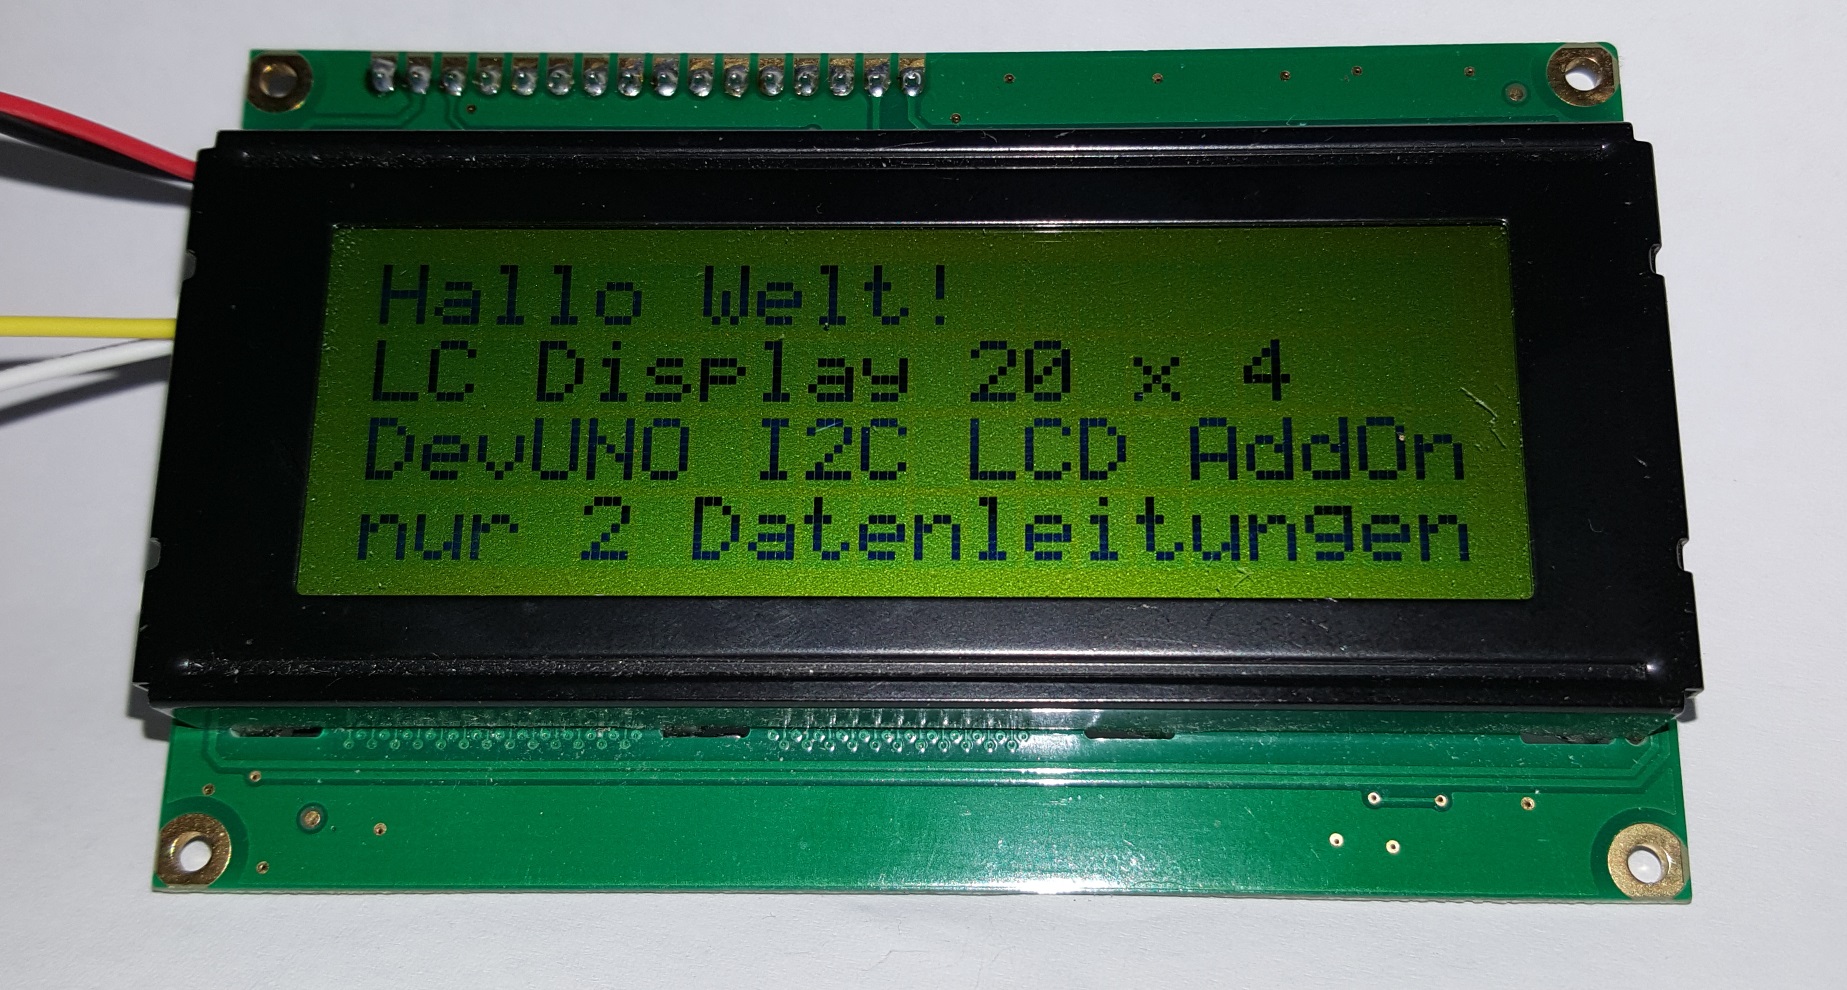 Hallo Welt!
LC Display 20 x 4
DevUNO I2C LCD AddOn
nur 2 Datenleitungen